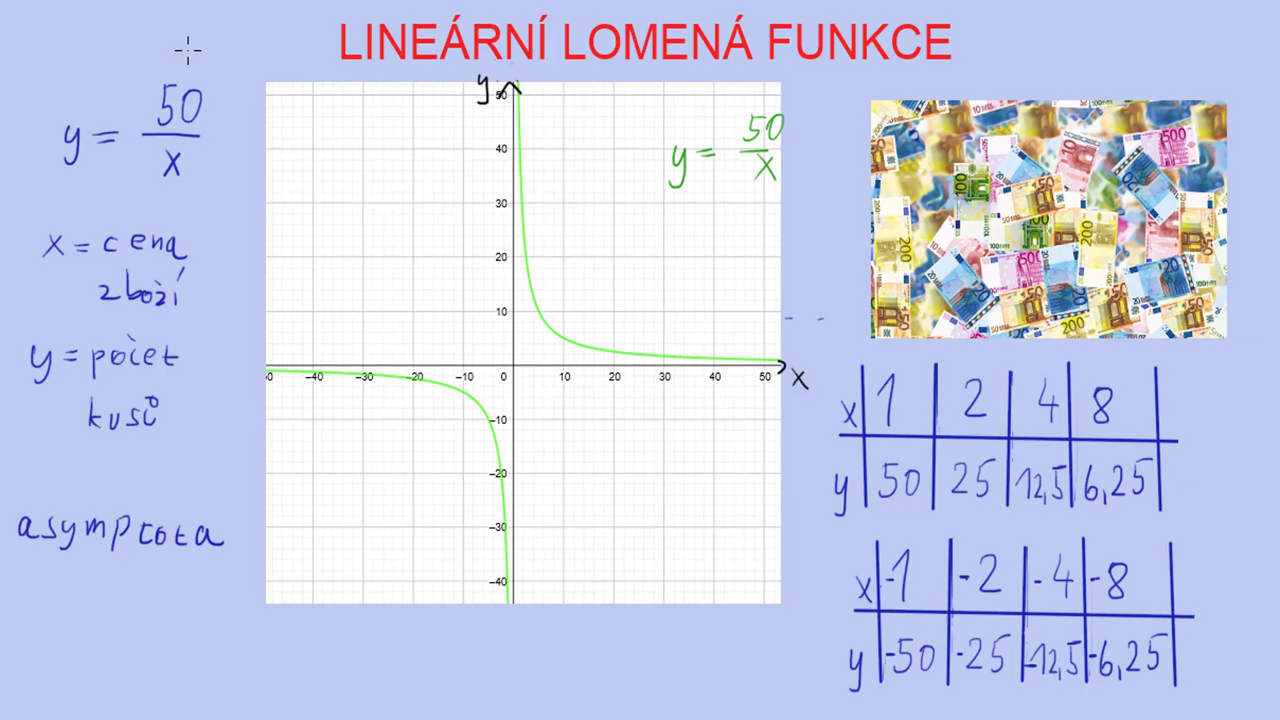 LINEÁRNÍ LOMENÁ FUNKCE
y = 50/x
x = cena
zboží
y = počet
kusů
asymptota
y
y = 50/x
50
40
30
20
10
0
-10
-20
-30
-40
-40 -30 -20 -10 0 10 20 30 40 50
x
x 1 2 4 8
y 50 25 12,5 6,25
x -1 -2 -4 -8
y -50 -25 -12,5 -6,25